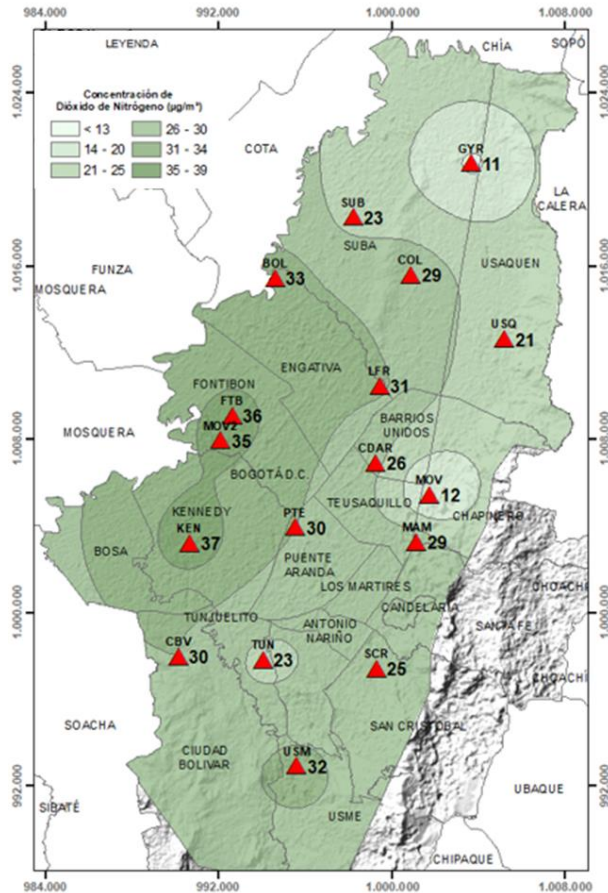 984.000 992.000 1.000.000 1.008.000
LEYENDA
CHÍA
SOPÓ
Concentración de
Dióxido de Nitrógeno (µg/m³)
< 13 26 - 30
14 - 20 31 - 34
21 - 25 35 - 39
1.024.000
1.024.000
COTA
GYR
11
LA
CALERA
SUB
23
SUBA
1.016.000
1.016.000
FUNZA
MOSQUERA
BOL
33
COL
29
USAQUEN
USQ
21
ENGATIVA
LFR
31
FONTIBON
FTB
36
MOV2
35
BARRIOS
UNIDOS
MOSQUERA
1.008.000
1.008.000
CDAR
26
BOGOTÁ D.C.
MOV
12
TEUSAQUILLO
CHAPINERO
KENNEDY
KEN
37
PTE
30
MAM
29
BOSA
PUENTE
ARANDA
LOS MARTIRES
CHOACHÍ
CANDELARIA
1.000.000
1.000.000
TUNJUELITO
ANTONIO
NARIÑO
SANTA FE
CBV
30
TUN
23
SCR
25
CHOACHÍ
SOACHA
SAN CRISTOBAL
CIUDAD
BOLIVAR
USM
32
992.000
992.000
SIBATÉ
USME
UBAQUE
CHIPAQUE
984.000 992.000 1.000.000 1.008.000